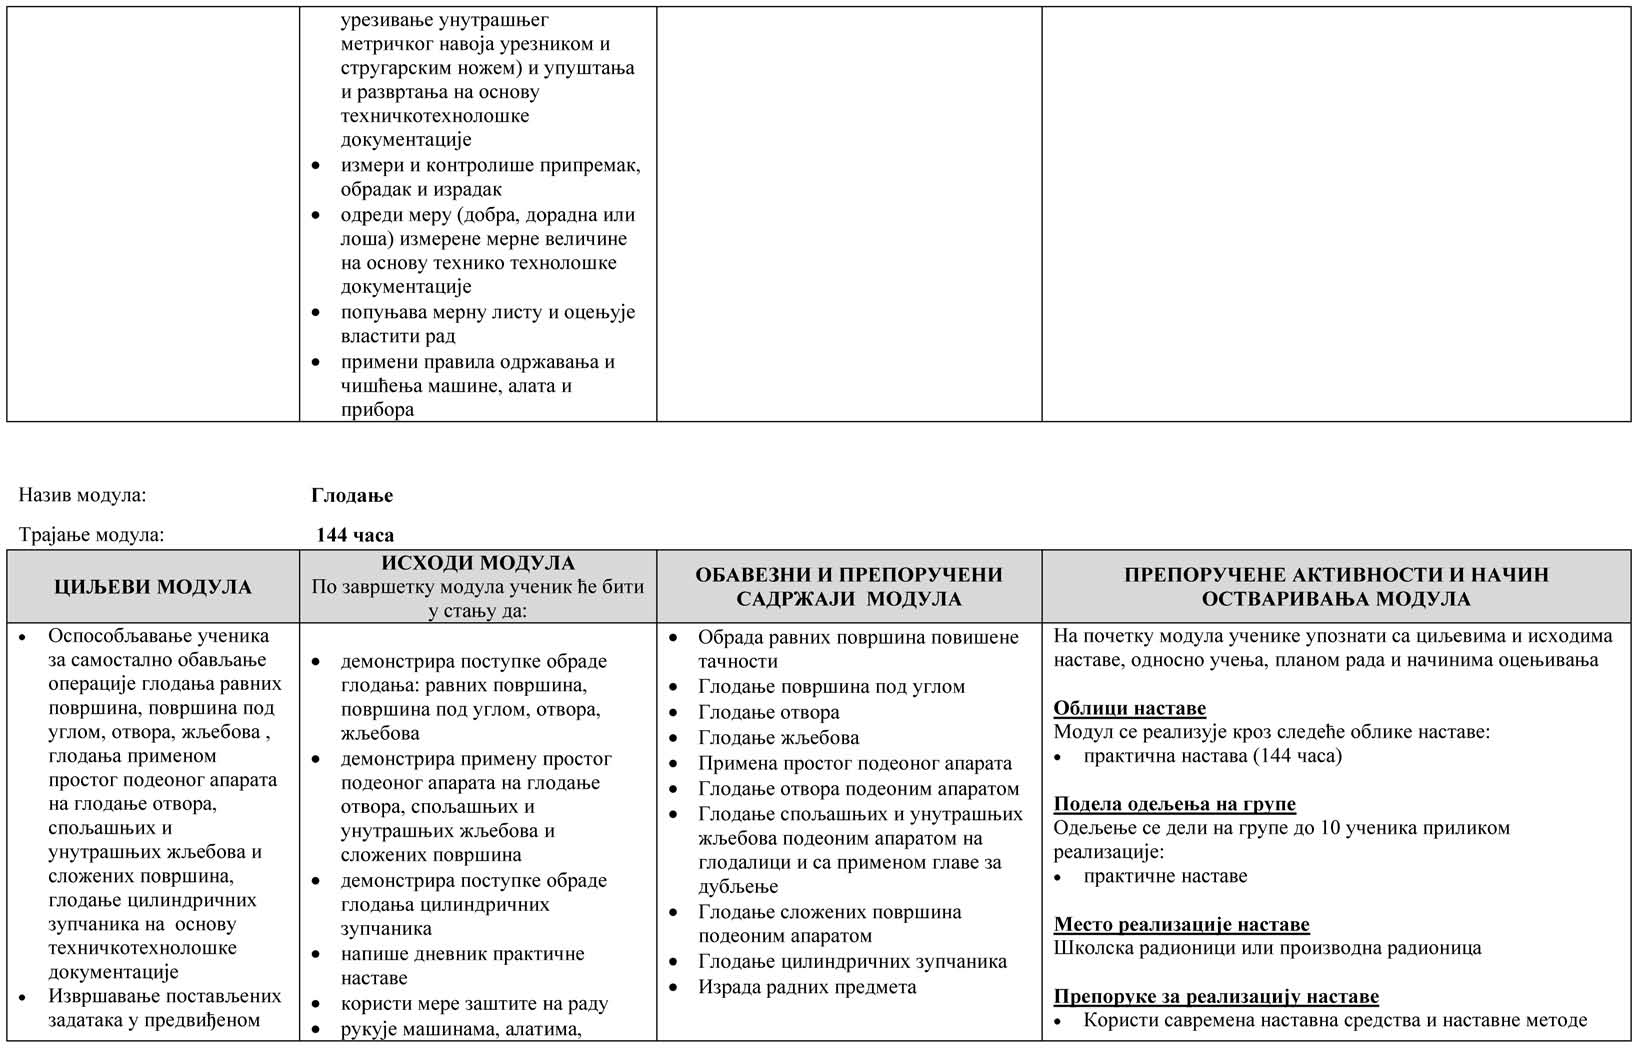 урезивање унутрашњег
метричког навоја урезником и
стругарским ножем) и упуштања
и развртања на основу
техничкотехнолошке
документације
• измери и контролише припремак,
обрадак и израдак
• одреди меру (добра, дорадна или
лоша) измерене мерне величине
на основу технико технолошке
документације
• попуњава мерну листу и оцењује
властити рад
• примени правила одржавања и
чишћења машине, алата и
прибора
Назив модула: Глодање
Трајање модула: 144 часа
ЦИЉЕВИ МОДУЛА
ИСХОДИ МОДУЛА
По завршетку модула ученик ће бити
у стању да:
ОБАВЕЗНИ И ПРЕПОРУЧЕНИ
САДРЖАЈИ МОДУЛА
ПРЕПОРУЧЕНЕ АКТИВНОСТИ И НАЧИН
ОСТВАРИВАЊА МОДУЛА
• Оспособљавање ученика
за самостално обављање
операције глодања равних
површина, површина под
углом, отвора, жљебова ,
глодања применом
простог подеоног апарата
на глодање отвора,
спољашњих и
унутрашњих жљебова и
сложених површина,
глодање цилиндричних
зупчаника на основу
техничкотехнолошке
документације
• Извршавање постављених
задатака у предвиђеном
• демонстрира поступке обраде
глодања: равних површина,
површина под углом, отвора,
жљебова
• демонстрира примену простог
подеоног апарата на глодање
отвора, спољашњих и
унутрашњих жљебова и
сложених површина
• демонстрира поступке обраде
глодања цилиндричних
зупчаника
• напише дневник практичне
наставе
• користи мере заштите на раду
• рукује машинама, алатима,
• Обрада равних површина повишене
тачности
• Глодање површина под углом
• Глодање отвора
• Глодање жљебова
• Примена простог подеоног апарата
• Глодање отвора подеоним апаратом
• Глодање спољашњих и унутрашњих
жљебова подеоним апаратом на
глодалици и са применом главе за
дубљење
• Глодање сложених површина
подеоним апаратом
• Глодање цилиндричних зупчаника
• Израда радних предмета
На почетку модула ученике упознати са циљевима и исходима
наставе, односно учења, планом рада и начинима оцењивања
Облици наставе
Модул се реализује кроз следеће облике наставе:
• практична настава (144 часа)
Подела одељења на групе
Одељење се дели на групе до 10 ученика приликом
реализације:
• практичне наставе
Место реализације наставе
Школска радионици или производна радионица
Препоруке за реализацију наставе
• Користи савремена наставна средства и наставне методе